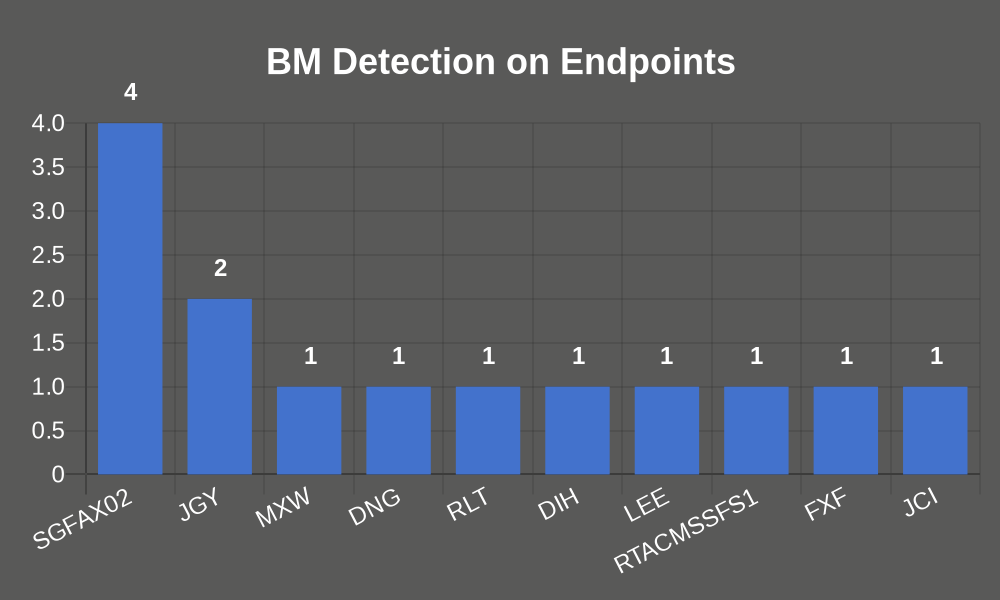 BM Detection on Endpoints
4
2
1
1
1
1
1
1
1
1
4.0
3.5
3.0
2.5
2.0
1.5
1.0
0.5
0
SGFAX02
JGY
MXW
DNG
RLT
DIH
LEE
RTACMSSFS1
FXF
JCI